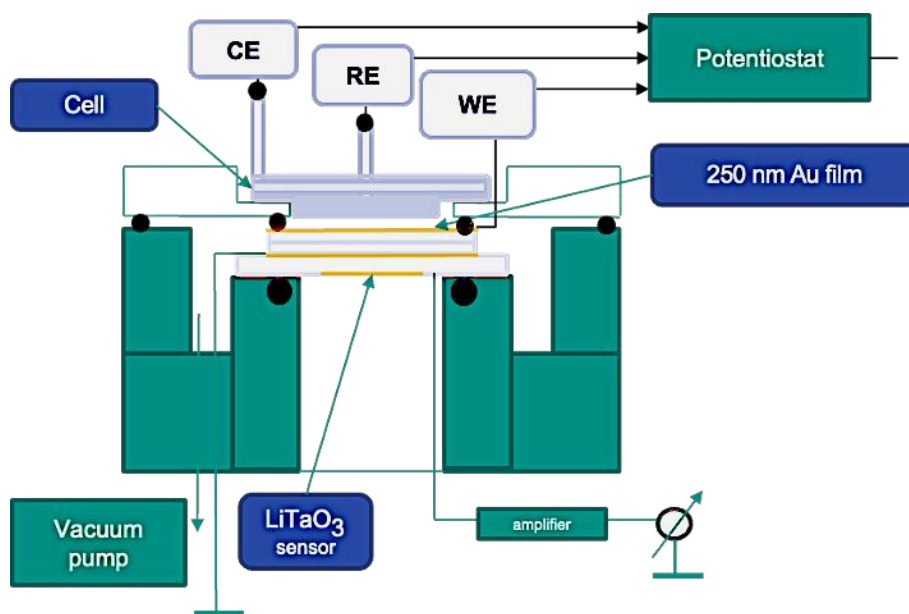 CE
Potentiostat
RE
WE
Cell
250 nm Au film
Vacuum
pump
LiTaO₃
sensor
amplifier